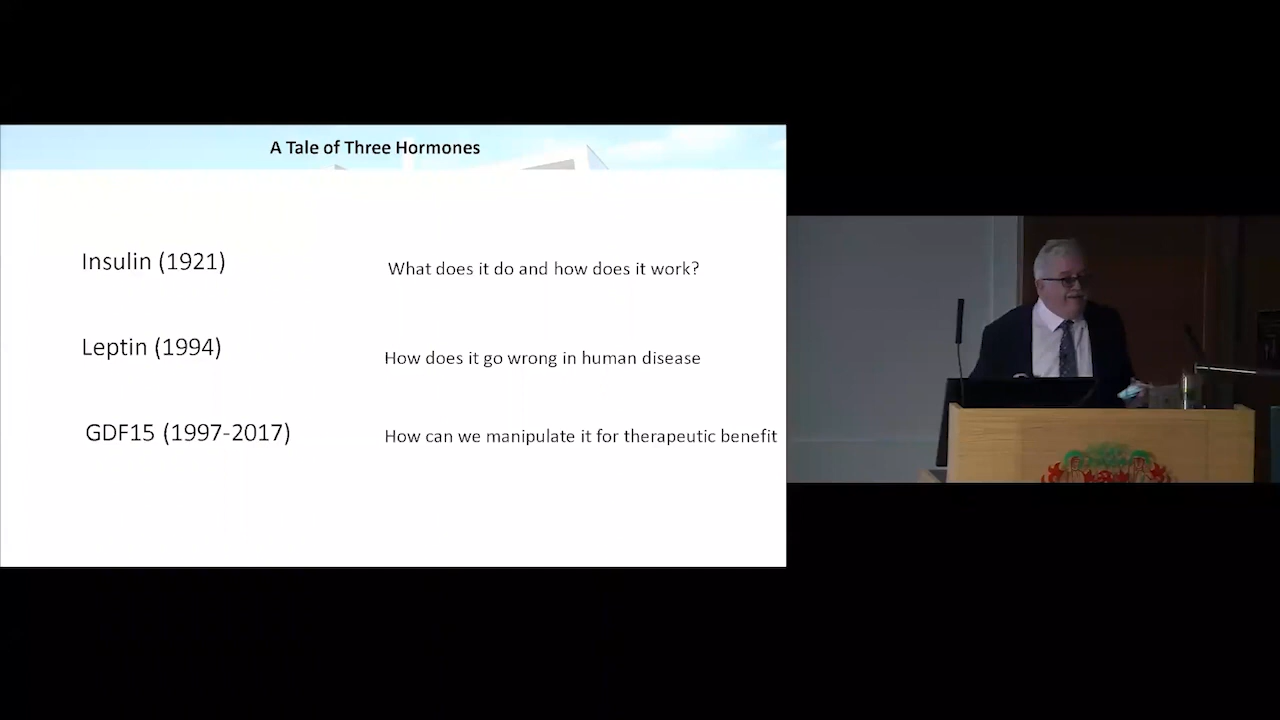 A Tale of Three Hormones
Insulin (1921)
What does it do and how does it work?
Leptin (1994)
How does it go wrong in human disease
GDF15 (1997-2017)
How can we manipulate it for therapeutic benefit